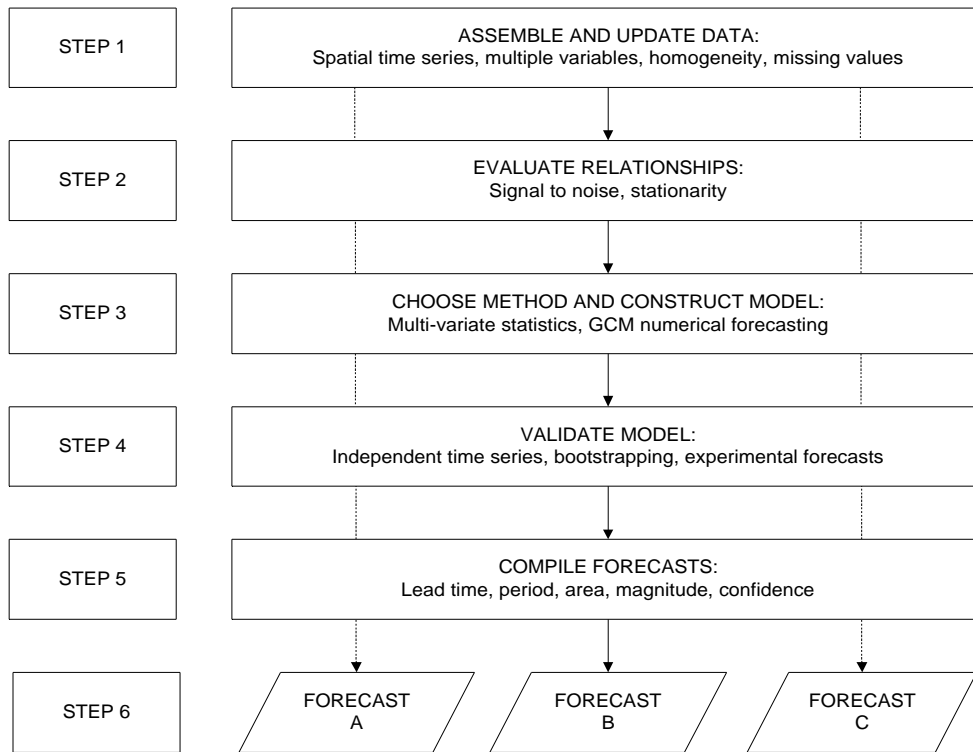 STEP 1
ASSEMBLE AND UPDATE DATA:
Spatial time series, multiple variables, homogeneity, missing values
STEP 2
EVALUATE RELATIONSHIPS:
Signal to noise, stationarity
STEP 3
CHOOSE METHOD AND CONSTRUCT MODEL:
Multi-variate statistics, GCM numerical forecasting
STEP 4
VALIDATE MODEL:
Independent time series, bootstrapping, experimental forecasts
STEP 5
COMPILE FORECASTS:
Lead time, period, area, magnitude, confidence
STEP 6
FORECAST
A
FORECAST
B
FORECAST
C